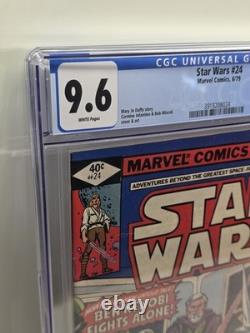 CGC UNIVERSAL G
9.6
WHITE Pages
Star Wars #24
Marvel Comics, 6/79
Mary Jo Duffy story
Carmine Infantino & Bob Wiacek
cover & art
40¢
#24
MARVEL COMICS
ADVENTURES BEYOND THE GREATEST SPACE
STAR
WARS
BEN KENOBI
FIGHTS ALONE!